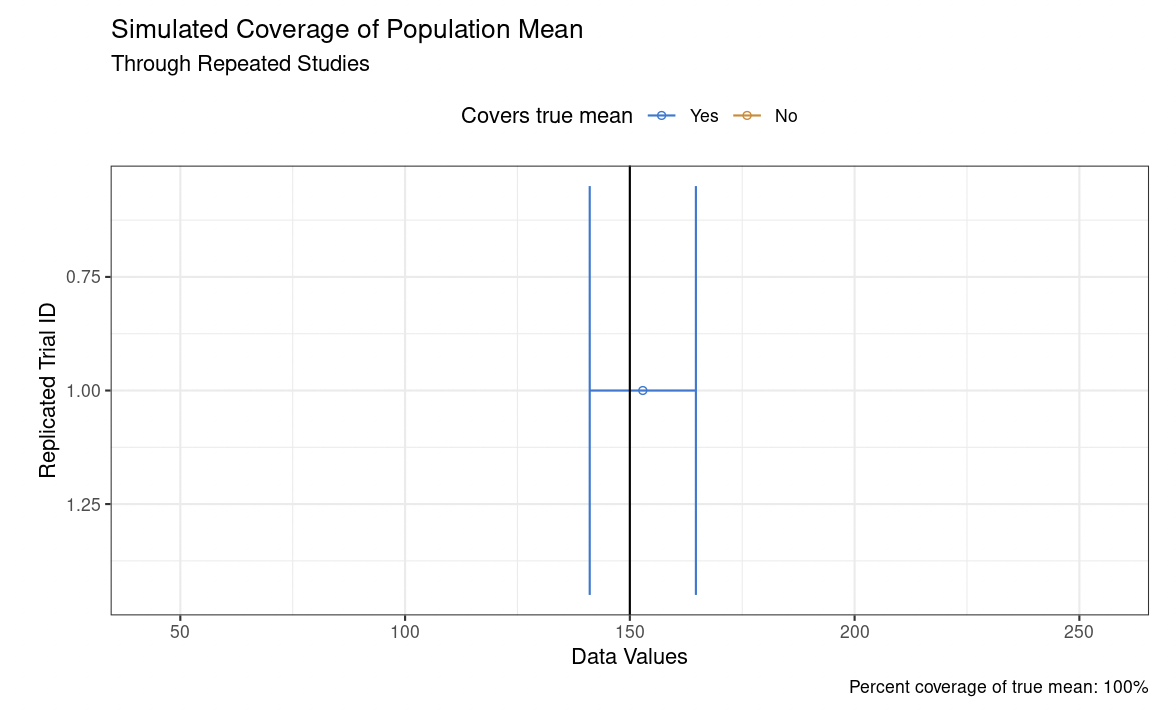 Simulated Coverage of Population Mean
Through Repeated Studies
Covers true mean Yes No
Replicated Trial ID
0.75
1.00
1.25
50 100 150 200 250
Data Values
Percent coverage of true mean: 100%